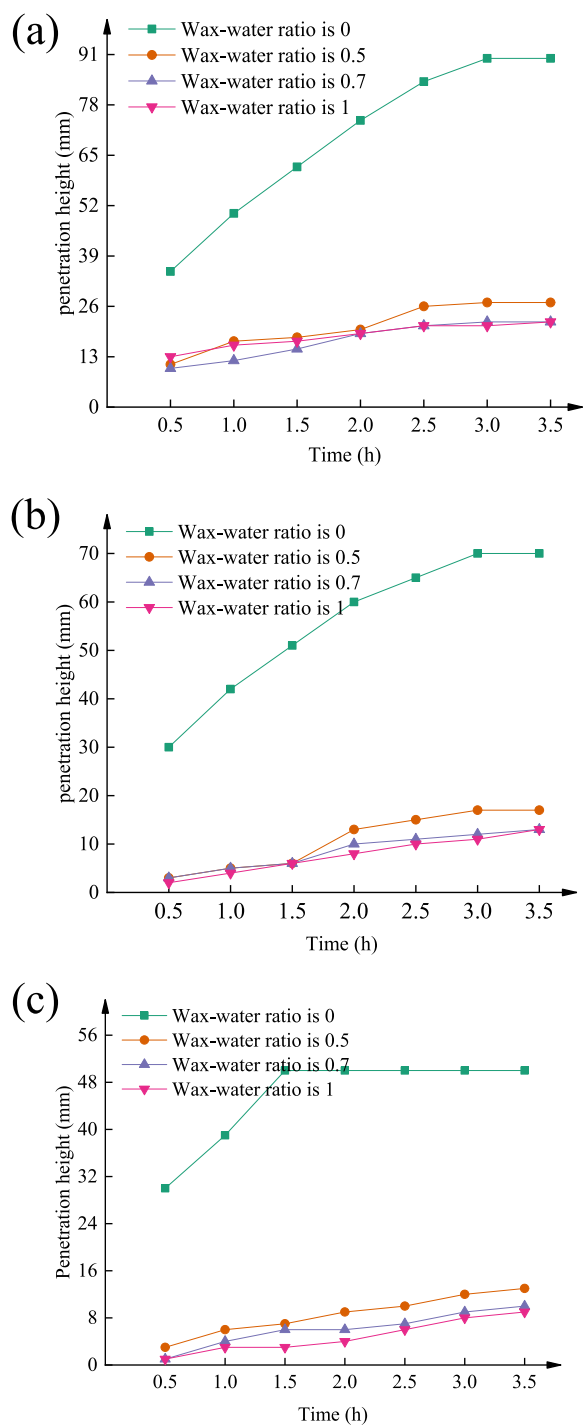 (a)
Wax-water ratio is 0
Wax-water ratio is 0.5
Wax-water ratio is 0.7
Wax-water ratio is 1
penetration height (mm)
91
78
65
52
39
26
13
0
0.5 1.0 1.5 2.0 2.5 3.0 3.5
Time (h)
(b)
Wax-water ratio is 0
Wax-water ratio is 0.5
Wax-water ratio is 0.7
Wax-water ratio is 1
penetration height (mm)
70
60
50
40
30
20
10
0
0.5 1.0 1.5 2.0 2.5 3.0 3.5
Time (h)
(c)
Wax-water ratio is 0
Wax-water ratio is 0.5
Wax-water ratio is 0.7
Wax-water ratio is 1
Penetration height (mm)
56
48
40
32
24
16
8
0
0.5 1.0 1.5 2.0 2.5 3.0 3.5
Time (h)